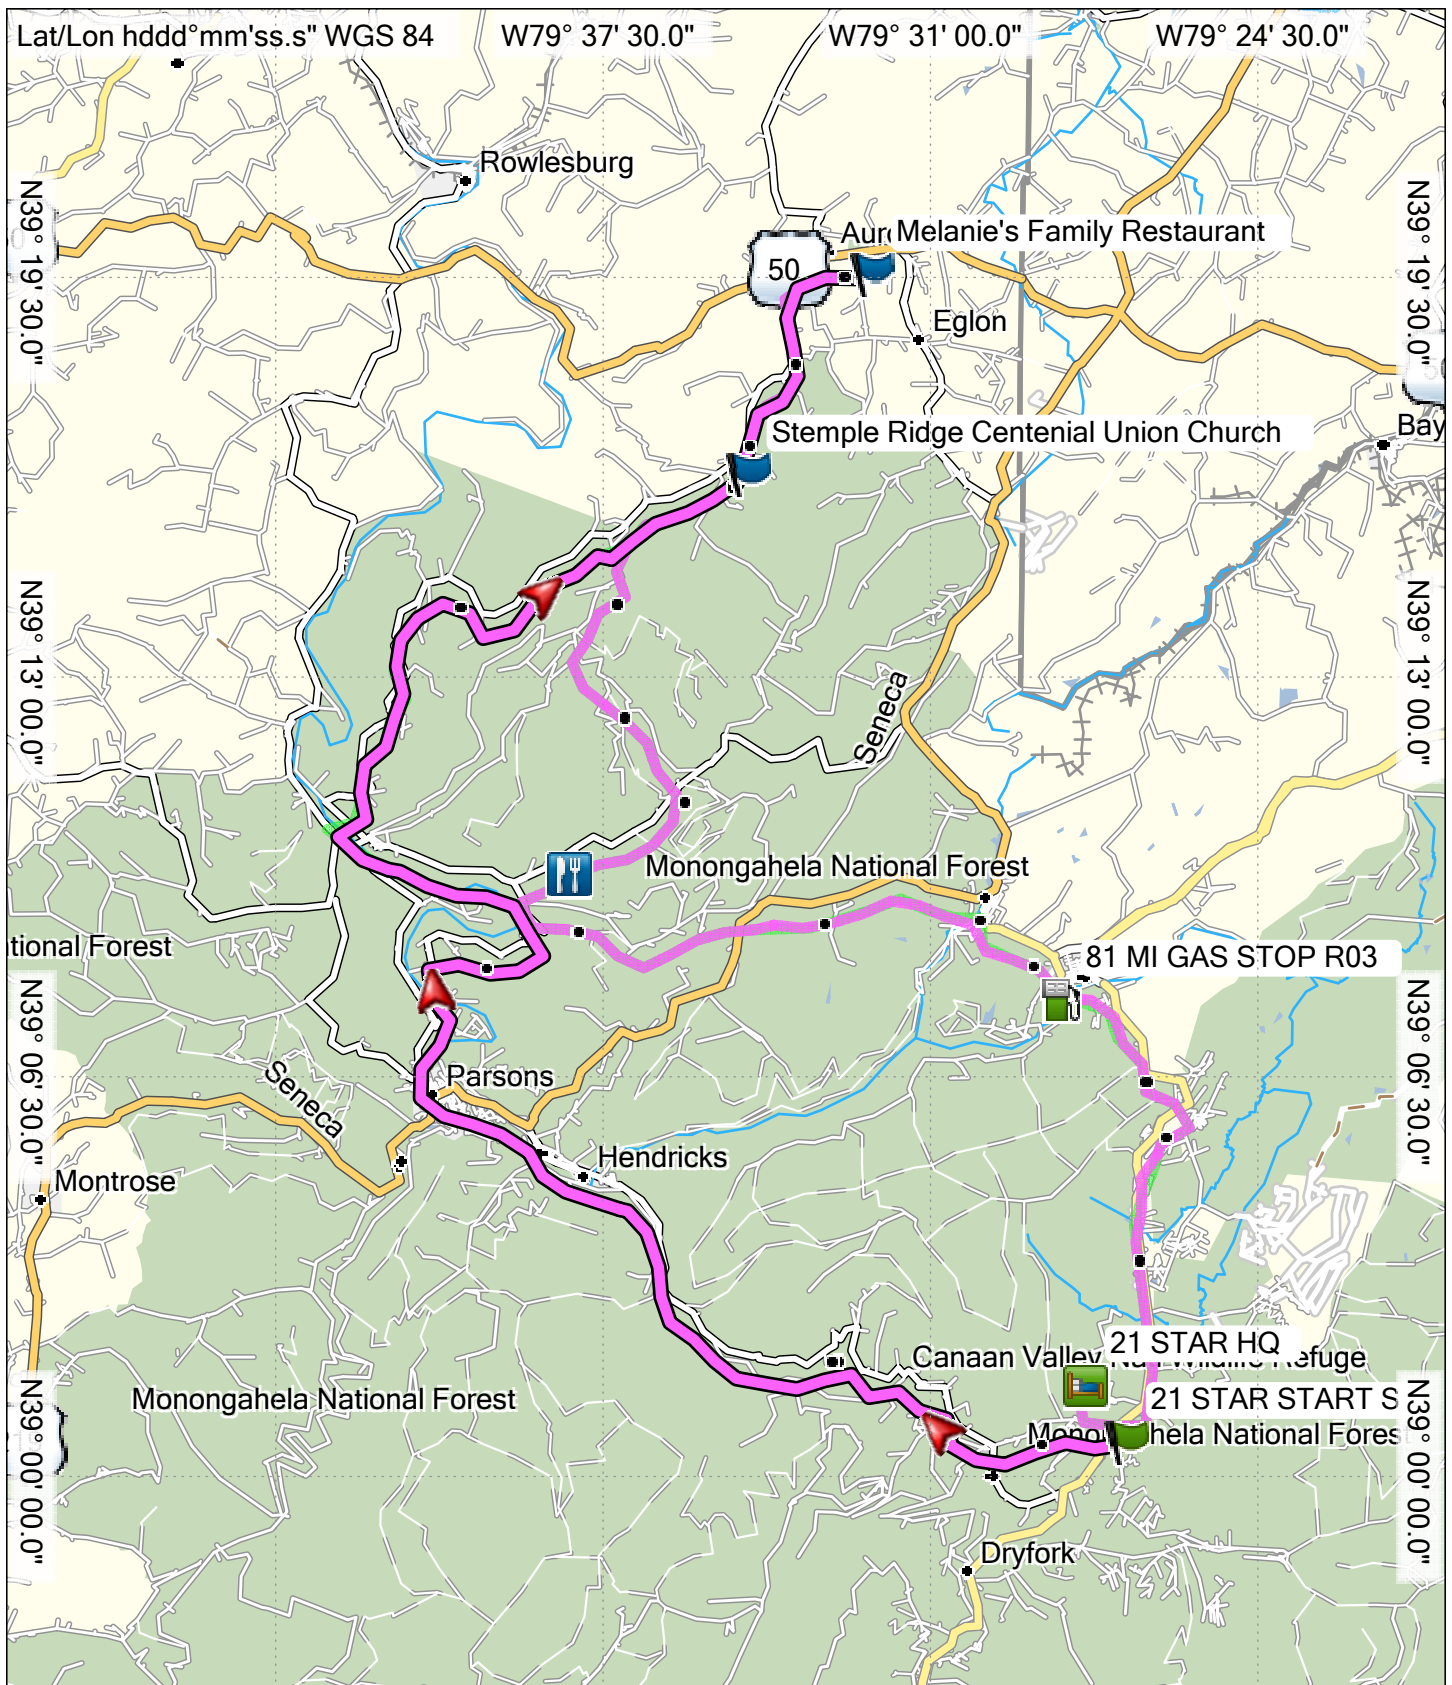 Lat/Lon hddd°mm'ss.s" WGS 84
W79° 37' 30.0"
W79° 31' 00.0"
W79° 24' 30.0"
Rowlesburg
N39° 19' 30.0"
N39° 19' 30.0"
Melanie's Family Restaurant
50
Eglon
Stemple Ridge Centenial Union Church
Bay
N39° 13' 00.0"
N39° 13' 00.0"
Seneca
Monongahela National Forest
tional Forest
81 MI GAS STOP R03
N39° 06' 30.0"
N39° 06' 30.0"
Seneca
Parsons
Hendricks
Montrose
21 STAR HQ
Canaan Valley Refuge
21 STAR START S
Monongahela National Forest
hela National Forest
N39° 00' 00.0"
N39° 00' 00.0"
Dryfork